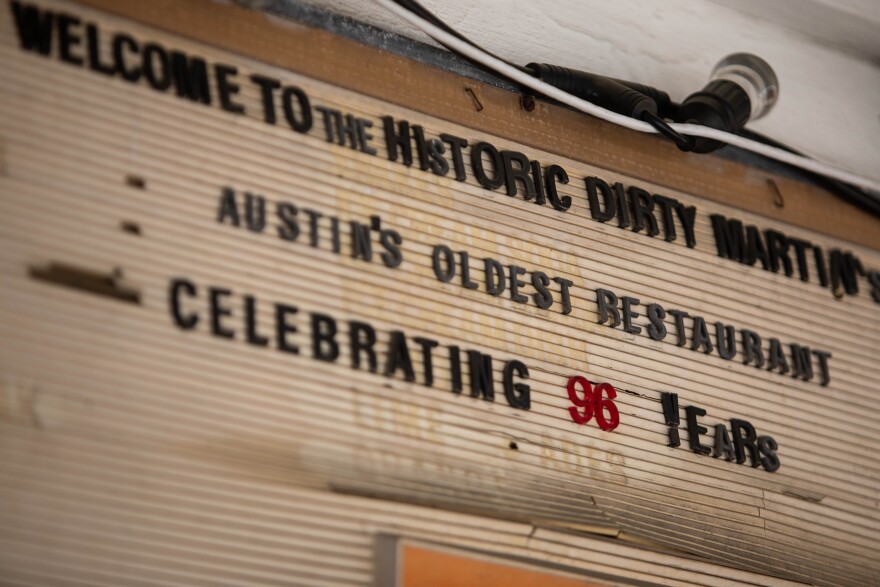 WELCOME TO THE HISTORIC DIRTY MARTIN'S
AUSTIN'S OLDEST RESTAURANT
CELEBRATING 96 YEARS